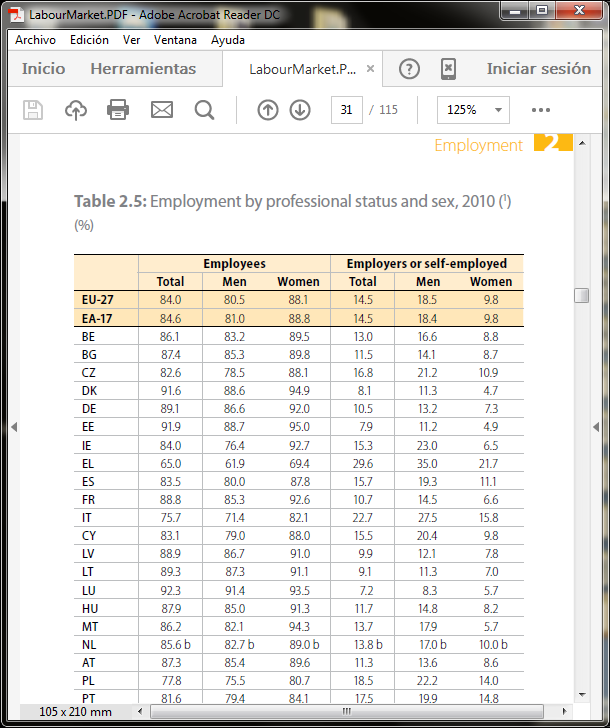 LabourMarket.PDF - Adobe Acrobat Reader DC
Archivo Edición Ver Ventana Ayuda
Inicio Herramientas LabourMarket.P... × ? Iniciar sesión
31 / 115 125%
Employment 2
Table 2.5: Employment by professional status and sex, 2010 (¹)
(%)
Employees Employers or self-employed
Total Men Women Total Men Women
EU-27 84.0 80.5 88.1 14.5 18.5 9.8
EA-17 84.6 81.0 88.8 14.5 18.4 9.8
BE 86.1 83.2 89.5 13.0 16.6 8.8
BG 87.4 85.3 89.8 11.5 14.1 8.7
CZ 82.6 78.5 88.1 16.8 21.2 10.9
DK 91.6 88.6 94.9 8.1 11.3 4.7
DE 89.1 86.6 92.0 10.5 13.2 7.3
EE 91.9 88.7 95.0 7.9 11.2 4.9
IE 84.0 76.4 92.7 15.3 23.0 6.5
EL 65.0 61.9 69.4 29.6 35.0 21.7
ES 83.5 80.0 87.8 15.7 19.3 11.1
FR 88.8 85.3 92.6 10.7 14.5 6.6
IT 75.7 71.4 82.1 22.7 27.5 15.8
CY 83.1 79.0 88.0 15.5 20.4 9.8
LV 88.9 86.7 91.0 9.9 12.1 7.8
LT 89.3 87.3 91.1 9.1 11.3 7.0
LU 92.3 91.4 93.5 7.2 8.3 5.7
HU 87.9 85.0 91.3 11.7 14.8 8.2
MT 86.2 82.1 94.3 13.7 17.9 5.7
NL 85.6 b 82.7 b 89.0 b 13.8 b 17.0 b 10.0 b
AT 87.3 85.4 89.6 11.3 13.6 8.6
PL 77.8 75.5 80.7 18.5 22.2 14.0
PT 81.6 79.4 84.1 17.5 19.9 14.8
105 x 210 mm